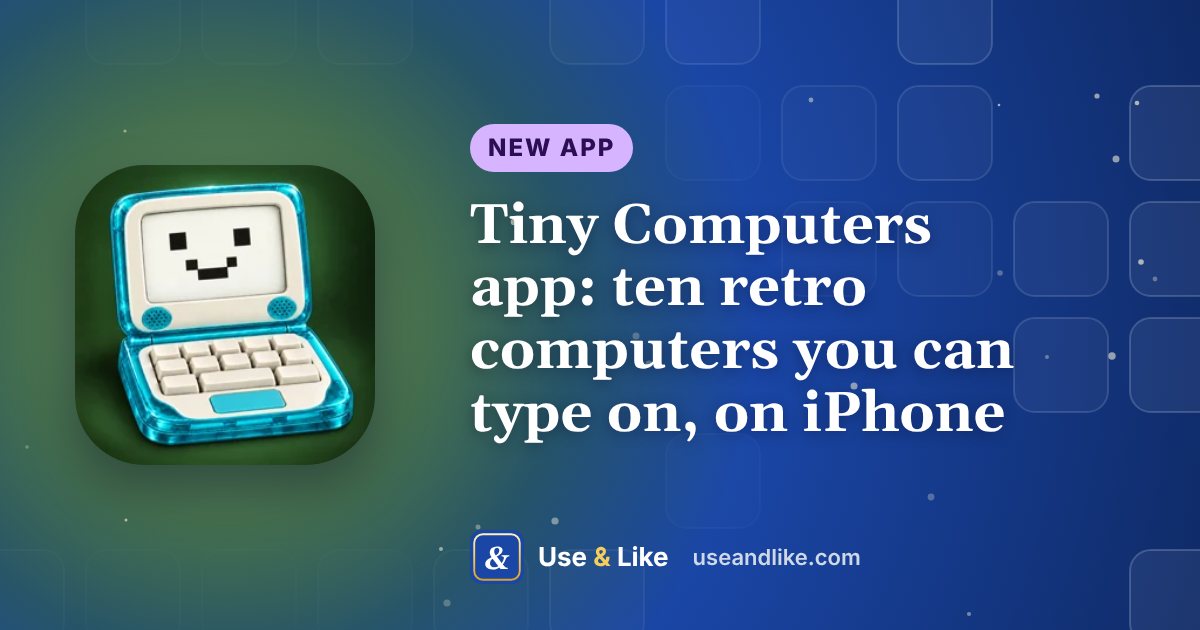 NEW APP
Tiny Computers
app: ten retro
computers you can
type on, on iPhone
& Use & Like useandlike.com